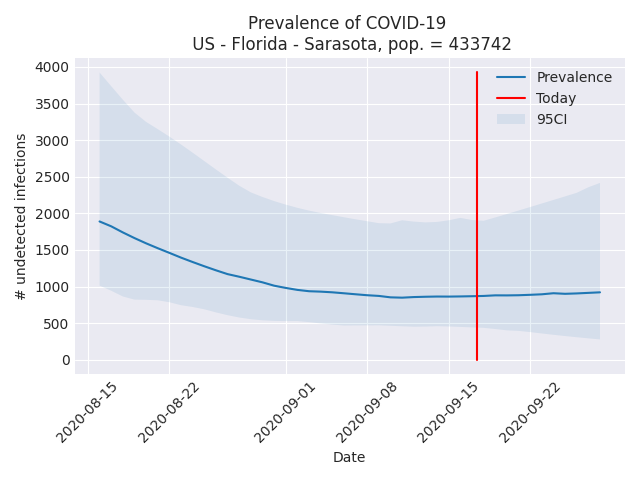 Prevalence of COVID-19
US - Florida - Sarasota, pop. = 433742
4000
3500
3000
2500
2000
1500
1000
500
0
# undetected infections
Prevalence
Today
95CI
2020-08-15
2020-08-22
2020-09-01
2020-09-08
2020-09-15
2020-09-22
Date